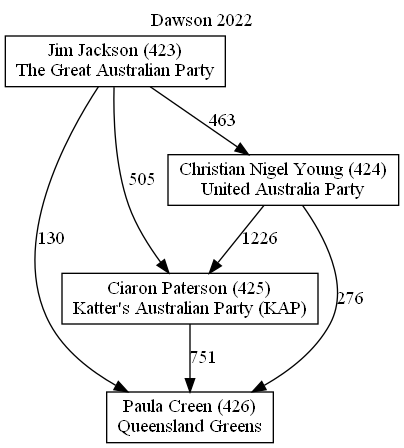 Dawson 2022
Jim Jackson (423)
The Great Australian Party
463
Christian Nigel Young (424)
United Australia Party
505
130
1226
Ciaron Paterson (425)
Katter's Australian Party (KAP)
276
751
Paula Creen (426)
Queensland Greens